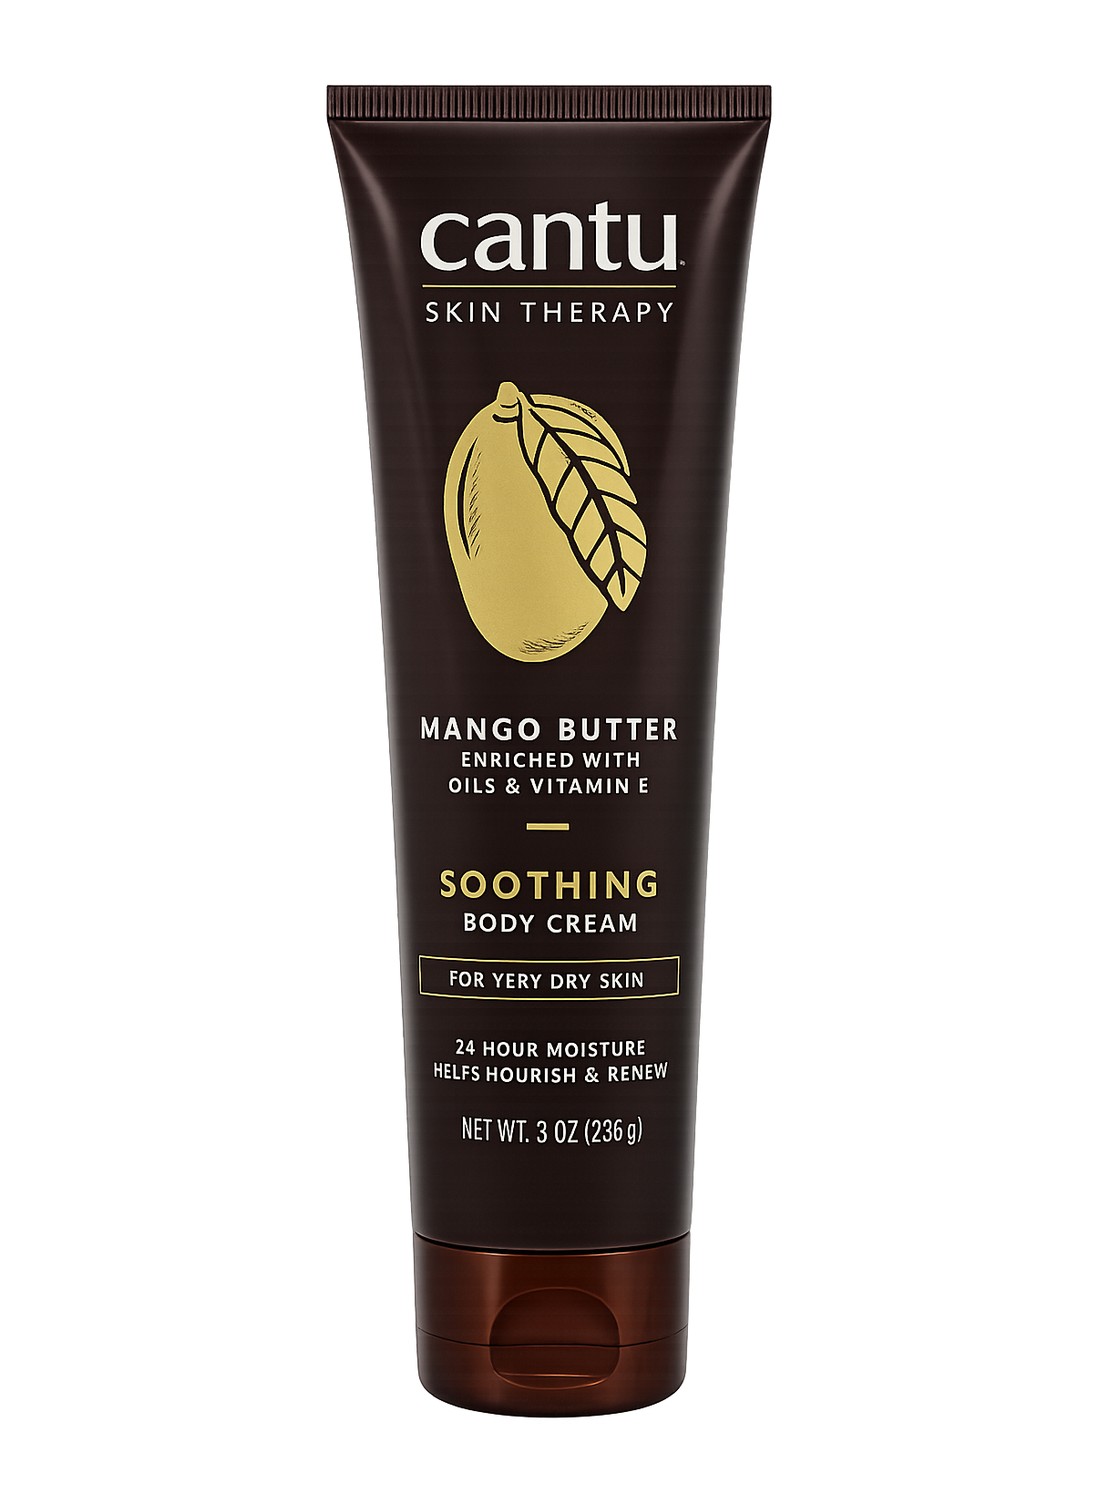 cantu
SKIN THERAPY
MANGO BUTTER
ENRICHED WITH
OILS & VITAMIN E
SOOTHING
BODY CREAM
FOR YERY DRY SKIN
24 HOUR MOISTURE
HELFS HOURISH & RENEW
NET WT. 3 OZ (236 g)